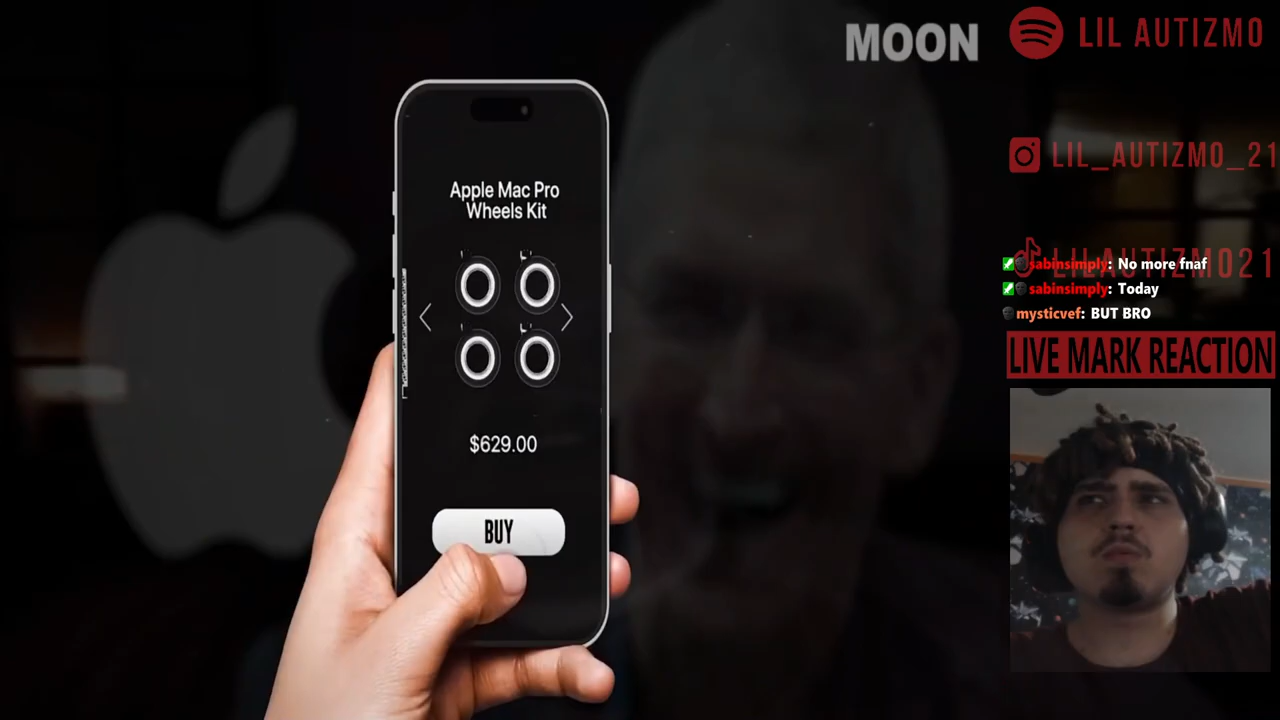 MOON
LIL AUTIZMO
LIL_AUTIZMO_21
LILAUTIZMO21
Apple Mac Pro
Wheels Kit
$629.00
BUY
sabinsimply: No more fnaf
sabinsimply: Today
mysticvef: BUT BRO
LIVE MARK REACTION